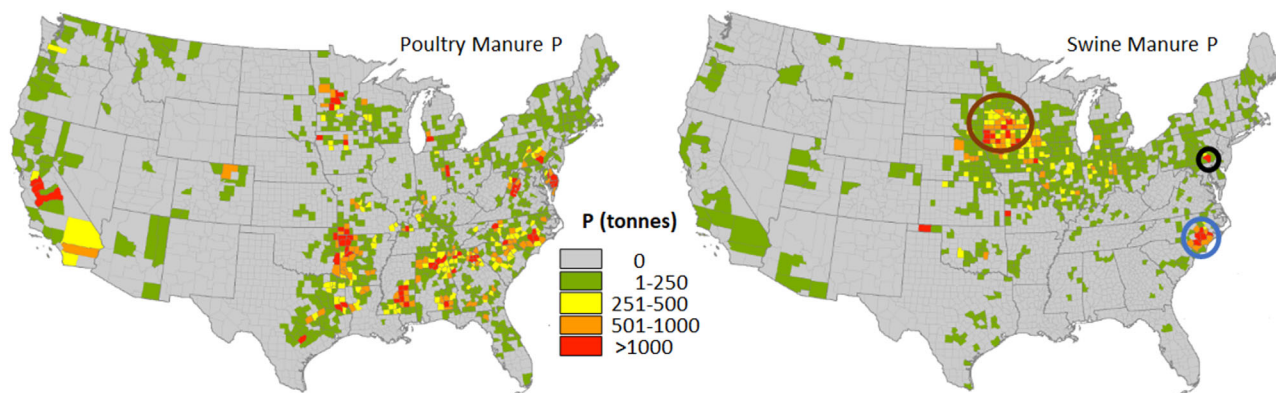 Poultry Manure P
Swine Manure P
P (tonnes)
0
1-250
251-500
501-1000
>1000